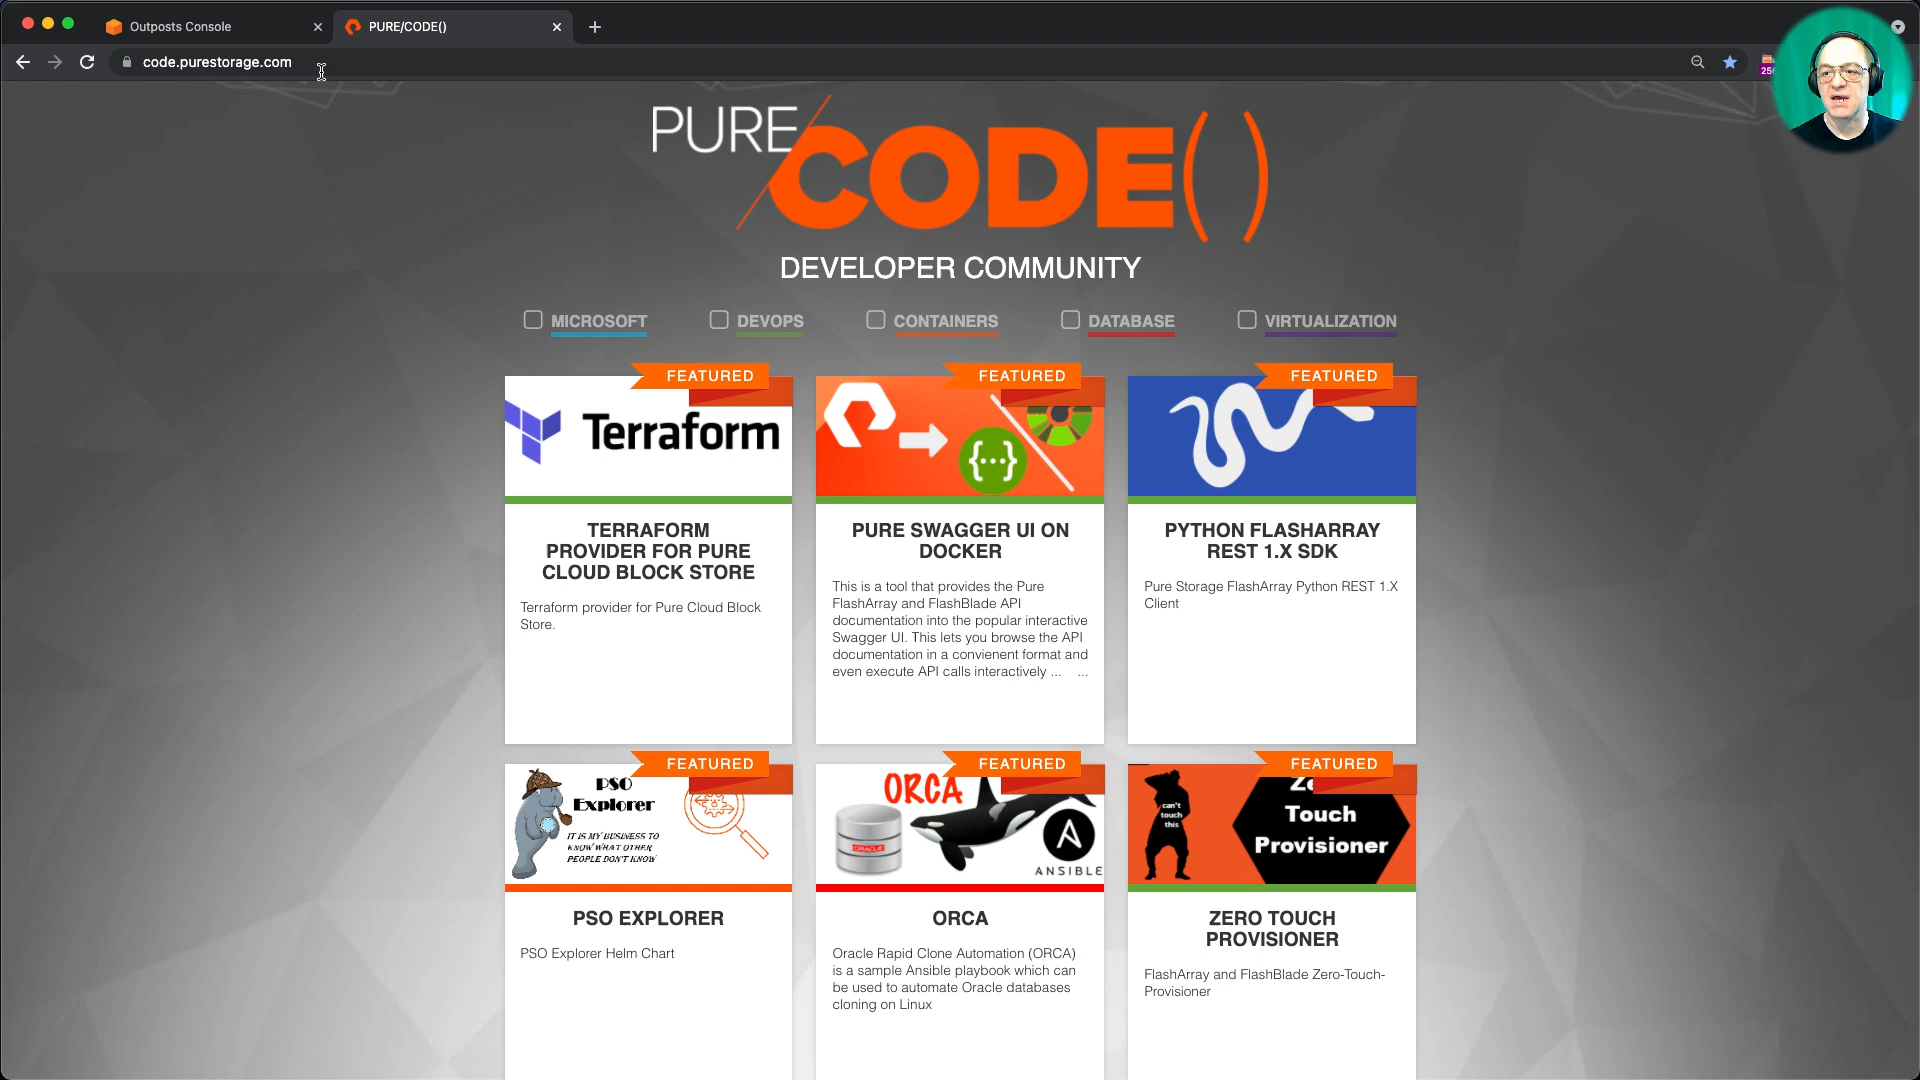 Outposts Console
PURE/CODE()
code.purestorage.com
PURE/CODE()
DEVELOPER COMMUNITY
MICROSOFT
DEVOPS
CONTAINERS
DATABASE
VIRTUALIZATION
FEATURED
Terraform
TERRAFORM
PROVIDER FOR PURE
CLOUD BLOCK STORE
Terraform provider for Pure Cloud Block
Store.
FEATURED
{...}
PURE SWAGGER UI ON
DOCKER
This is a tool that provides the Pure
FlashArray and FlashBlade API
documentation into the popular interactive
Swagger UI. This lets you browse the API
documentation in a convienent format and
even execute API calls interactively ... ...
FEATURED
PYTHON FLASHARRAY
REST 1.X SDK
Pure Storage FlashArray Python REST 1.X
Client
FEATURED
PSO
Explorer
IT IS MY BUSINESS TO
KNOW WHAT OTHER
PEOPLE DON'T KNOW
PSO EXPLORER
PSO Explorer Helm Chart
FEATURED
ORCA
ORACLE
ANSIBLE
ORCA
Oracle Rapid Clone Automation (ORCA)
is a sample Ansible playbook which can
be used to automate Oracle databases
cloning on Linux
FEATURED
can't
touch
this
Touch
Provisioner
ZERO TOUCH
PROVISIONER
FlashArray and FlashBlade Zero-Touch-
Provisioner